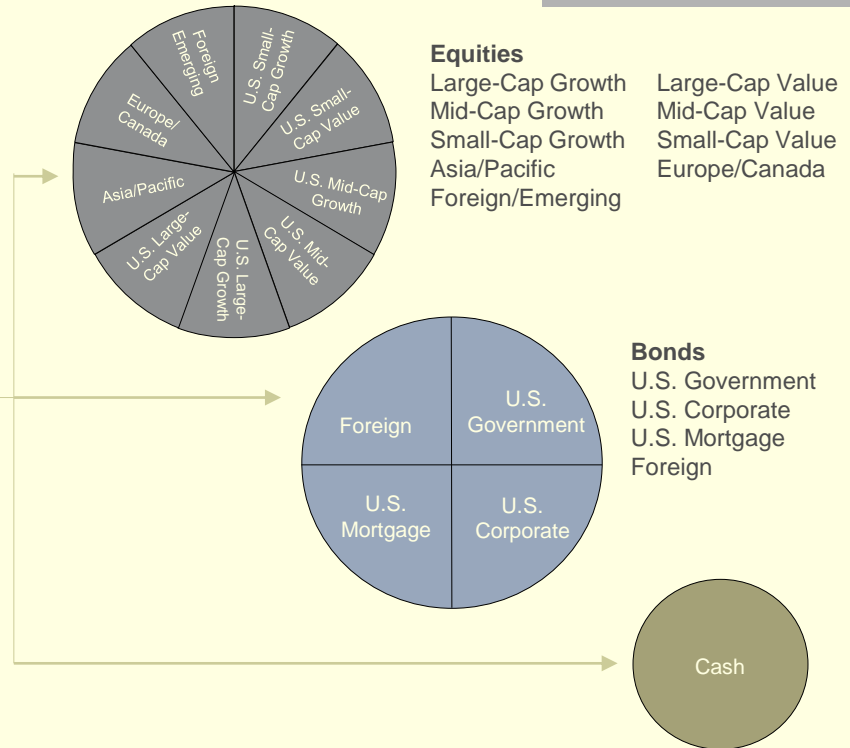 Foreign
Emerging
U.S. Small-
Cap Growth
U.S. Small-
Cap Value
U.S. Mid-Cap
Growth
U.S. Mid-
Cap Value
U.S. Large-
Cap Growth
U.S. Large-
Cap Value
Asia/Pacific
Europe/
Canada
Equities
Large-Cap Growth Large-Cap Value
Mid-Cap Growth Mid-Cap Value
Small-Cap Growth Small-Cap Value
Asia/Pacific Europe/Canada
Foreign/Emerging
Foreign
U.S.
Government
U.S.
Mortgage
U.S.
Corporate
Bonds
U.S. Government
U.S. Corporate
U.S. Mortgage
Foreign
Cash